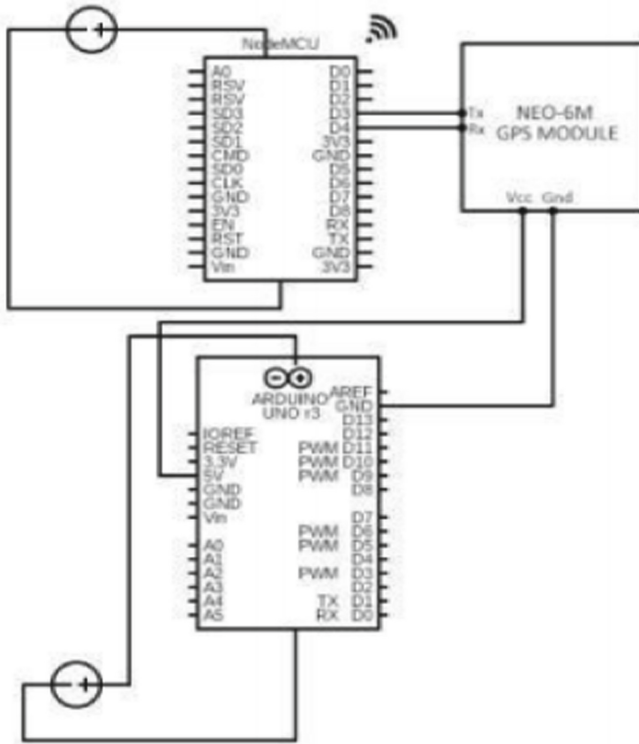 NodeMCU
A0 D0
RSV D1
RSV D2
SD3 D3
SD2 D4
SD1 3V3
CMD GND
SD0 D5
CLK D6
GND D7
3V3 D8
EN RX
RST TX
GND GND
Vin 3V3
Tx
Rx
NEO-6M
GPS MODULE
Vcc Gnd
ARDUINO
UNO r3
AREF
GND
D13
IOREF D12
RESET PWM D11
3.3V PWM D10
5V PWM D9
GND D8
GND
Vin D7
PWM D6
A0 PWM D5
A1 D4
A2 PWM D3
A3 D2
A4 TX D1
A5 RX D0